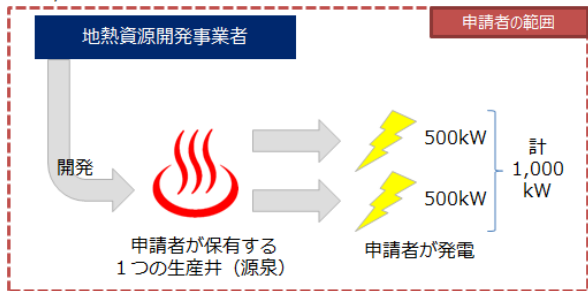 申請者の範囲
地熱資源開発事業者
開発
500kW
500kW
計
1,000
kW
申請者が保有する
１つの生産井（源泉）
申請者が発電